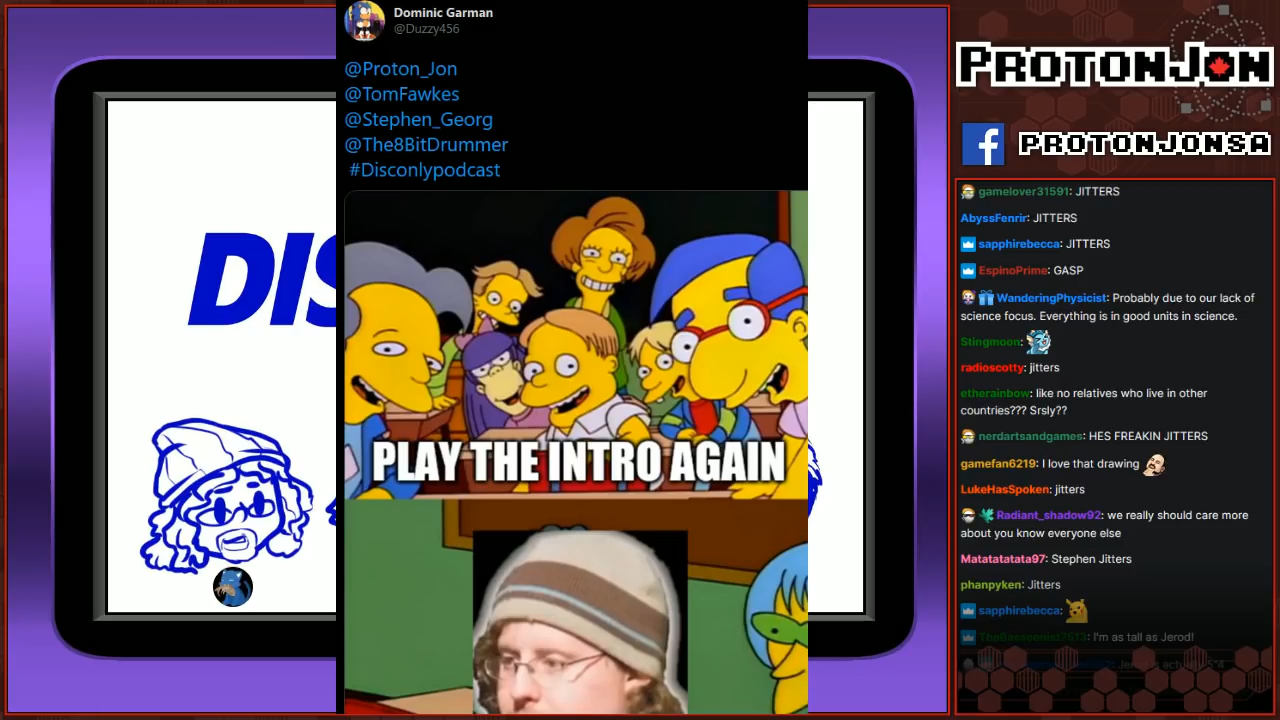 Dominic Garman
@Duzzy456
@Proton_Jon
@TomFawkes
@Stephen_Georg
@The8BitDrummer
#Disconlypodcast
DIS
PLAY THE INTRO AGAIN
PROTONJON
f PROTONJONSA
gamelover31591: JITTERS
AbyssFenrir: JITTERS
sapphirebecca: JITTERS
EspinoPrime: GASP
WanderingPhysicist: Probably due to our lack of
science focus. Everything is in good units in science.
Stingmoon:
radioscotty: jitters
etherainbow: like no relatives who live in other
countries??? Srsly??
nerdartsandgames: HES FREAKIN JITTERS
gamefan6219: I love that drawing
LukeHasSpoken: jitters
Radiant_shadow92: we really should care more
about you know everyone else
Matatatatata97: Stephen Jitters
phanpyken: Jitters
sapphirebecca:
TheBassoonist7513: I'm as tall as Jerod!